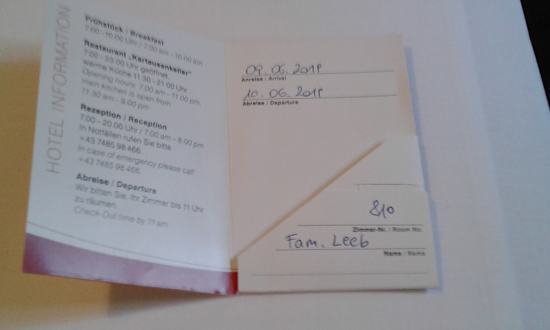 HOTEL INFORMATION
Frühstück / Breakfast
7.00 - 10.00 Uhr / 7.00 am - 10.00 am
Restaurant „Kartausenkeller"
7.00 - 23.00 Uhr geöffnet,
warme Küche 11.30 - 21.00 Uhr
Opening hours: 7.00 am - 11.00 pm,
kitchen is open from
11.30 am - 9.00 pm
Rezeption / Reception
7.00 - 20.00 Uhr / 7.00 am - 8.00 pm
In Notfällen rufen Sie bitte
+43 7485 98 466.
In case of emergency please call
+43 7485 98 466.
Abreise / Departure
Wir bitten Sie, Ihr Zimmer bis 11 Uhr
zu räumen.
Check-Out time by 11 am.
09.06.2018
Anreise / Arrival
10.06.2018
Abreise / Departure
810
Zimmer-Nr. / Room No.
Fam. Leeb
Name / Name